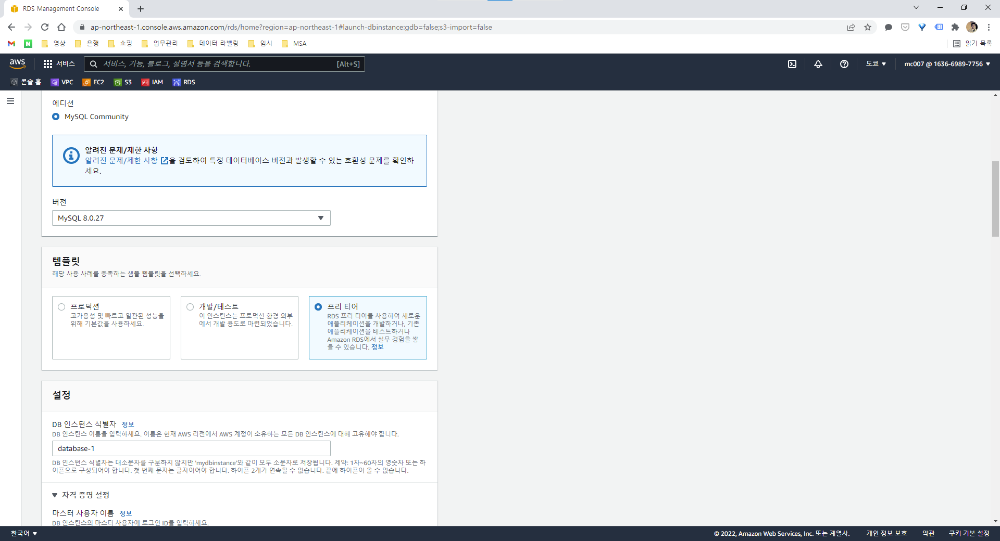 RDS Management Console
ap-northeast-1.console.aws.amazon.com/rds/home?region=ap-northeast-1#launch-dbinstance:gdb=false;s3-import=false
영상 은행 쇼핑 업무관리 데이터 라벨링 임시 MSA 읽기 목록
aws 서비스 서비스, 기능, 블로그, 설명서 등을 검색합니다. [Alt+S] 도쿄 mc007 @ 1636-6989-7756
콘솔 홈 VPC EC2 S3 IAM RDS
에디션
MySQL Community
알려진 문제/제한 사항
알려진 문제/제한 사항 을 검토하여 특정 데이터베이스 버전과 발생할 수 있는 호환성 문제를 확인하
세요.
버전
MySQL 8.0.27
템플릿
해당 사용 사례를 충족하는 샘플 템플릿을 선택하세요.
프로덕션
고가용성 및 빠르고 일관된 성능을
위해 기본값을 사용하세요.
개발/테스트
이 인스턴스는 프로덕션 환경 외부
에서 개발 용도로 마련되었습니다.
프리 티어
RDS 프리 티어를 사용하여 새로운
애플리케이션을 개발하거나, 기존
애플리케이션을 테스트하거나
Amazon RDS에서 실무 경험을 쌓
을 수 있습니다. 정보
설정
DB 인스턴스 식별자 정보
DB 인스턴스 이름을 입력하세요. 이름은 현재 AWS 리전에서 AWS 계정이 소유하는 모든 DB 인스턴스에 대해 고유해야 합니다.
database-1
DB 인스턴스 식별자는 대소문자를 구분하지 않지만 'mydbinstance'와 같이 모두 소문자로 저장됩니다. 제약: 1자~60자의 영숫자 또는 하
이픈으로 구성되어야 합니다. 첫 번째 문자는 글자이어야 합니다. 하이픈 2개가 연속될 수 없습니다. 끝에 하이픈이 올 수 없습니다.
자격 증명 설정
마스터 사용자 이름 정보
DB 인스턴스의 마스터 사용자에 로그인 ID를 입력하세요.
한국어 © 2022, Amazon Web Services, Inc. 또는 계열사. 개인 정보 보호 약관 쿠키 기본 설정